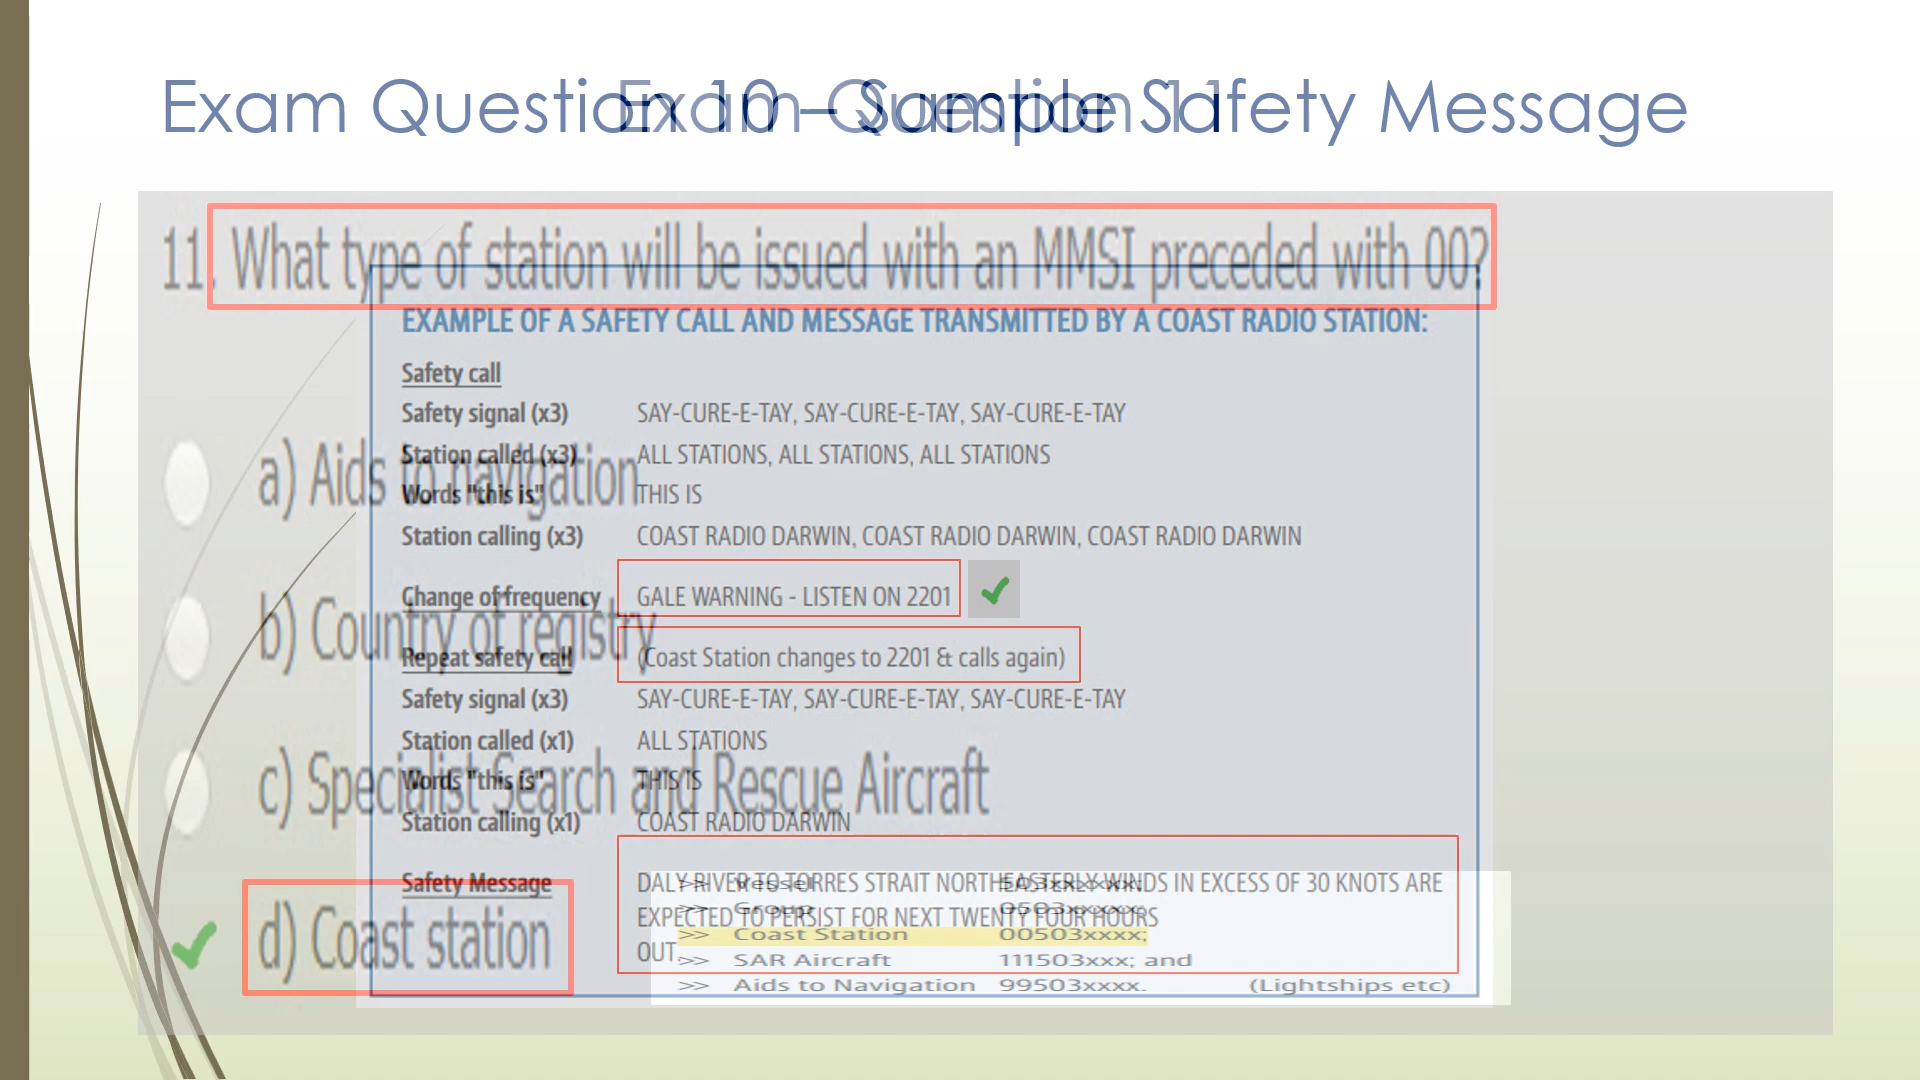 Exam Question 10 – Sample Safety Message
Exam Question 11
11. What type of station will be issued with an MMSI preceded with 00?
a) Aids to navigation
b) Country of registry
c) Specialist Search and Rescue Aircraft
d) Coast station
EXAMPLE OF A SAFETY CALL AND MESSAGE TRANSMITTED BY A COAST RADIO STATION:
Safety call
Safety signal (x3) SAY-CURE-E-TAY, SAY-CURE-E-TAY, SAY-CURE-E-TAY
Station called (x3) ALL STATIONS, ALL STATIONS, ALL STATIONS
Words "this is" THIS IS
Station calling (x3) COAST RADIO DARWIN, COAST RADIO DARWIN, COAST RADIO DARWIN
Change of frequency GALE WARNING - LISTEN ON 2201
Repeat safety call (Coast Station changes to 2201 & calls again)
Safety signal (x3) SAY-CURE-E-TAY, SAY-CURE-E-TAY, SAY-CURE-E-TAY
Station called (x1) ALL STATIONS
Words "this is" THIS IS
Station calling (x1) COAST RADIO DARWIN
Safety Message DALY RIVER TO TORRES STRAIT NORTHEASTERLY WINDS IN EXCESS OF 30 KNOTS ARE
EXPECTED TO PERSIST FOR NEXT TWENTY FOUR HOURS
OUT
>> Vessel 503xxxxxx;
>> Group 0503xxxxx;
>> Coast Station 00503xxxx;
>> SAR Aircraft 111503xxx; and
>> Aids to Navigation 99503xxxx. (Lightships etc)